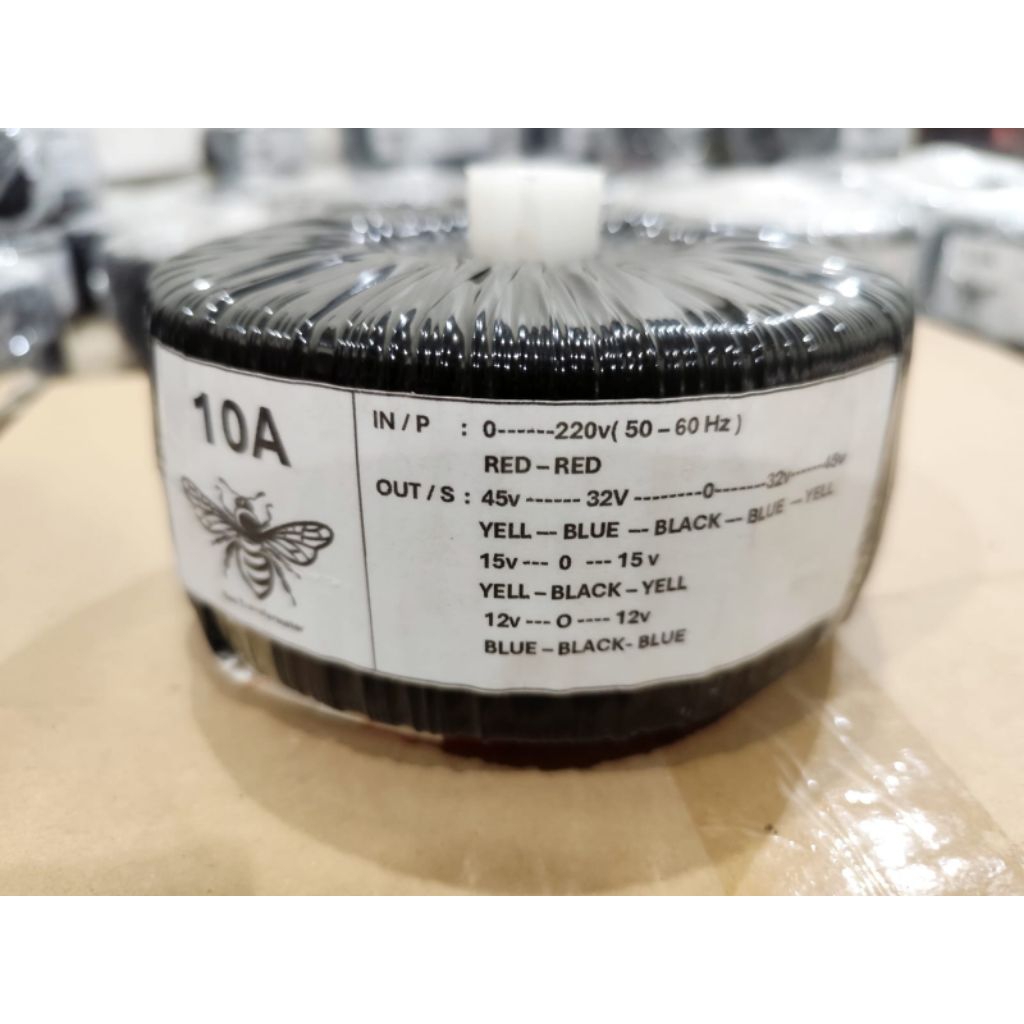 10A
IN / P : 0------220v( 50 – 60 Hz )
RED – RED
OUT / S : 45v ------ 32V --------0-------32v------45v
YELL --- BLUE --- BLACK --- BLUE --- YELL
15v --- 0 --- 15 v
YELL – BLACK – YELL
12v --- O ---- 12v
BLUE – BLACK- BLUE